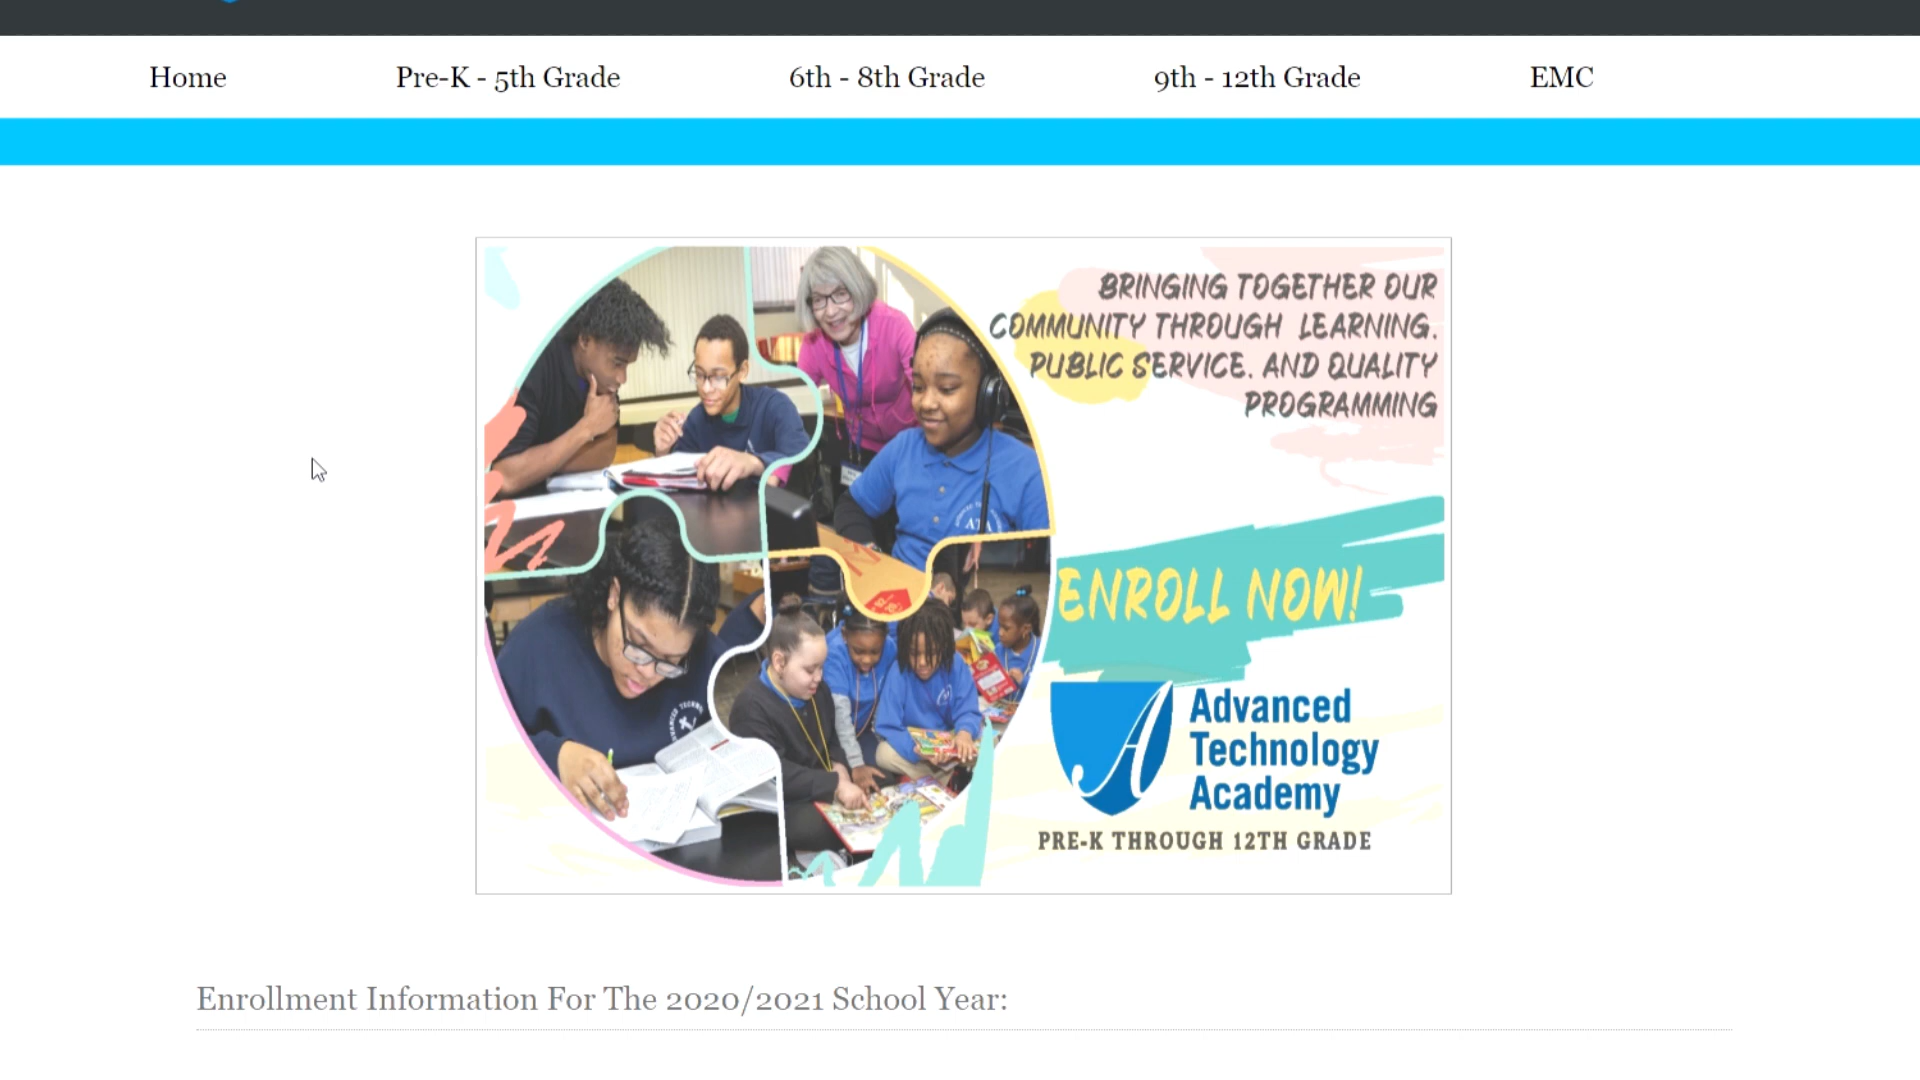 Home
Pre-K - 5th Grade
6th - 8th Grade
9th - 12th Grade
EMC
BRINGING TOGETHER OUR
COMMUNITY THROUGH LEARNING,
PUBLIC SERVICE, AND QUALITY
PROGRAMMING
ENROLL NOW!
Advanced
Technology
Academy
PRE-K THROUGH 12TH GRADE
Enrollment Information For The 2020/2021 School Year: